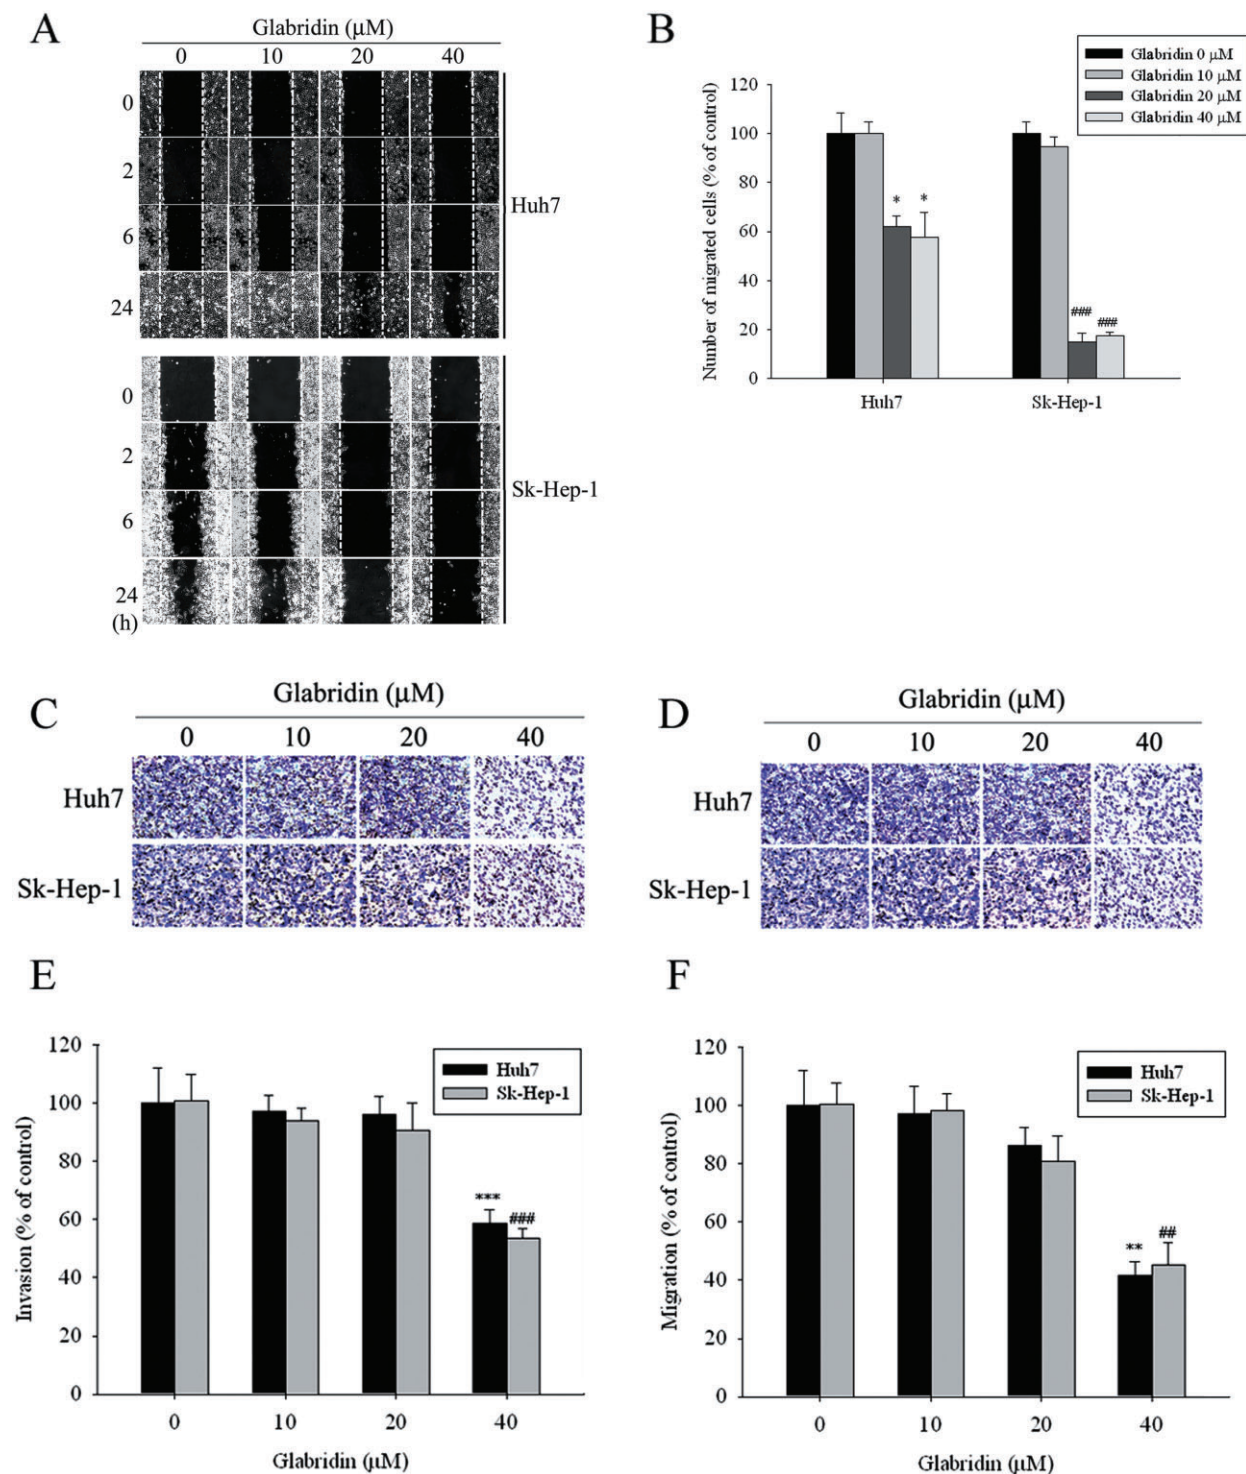 A
Glabridin (μM)
0 10 20 40
0
2
6
24
Huh7
0
2
6
24
(h)
Sk-Hep-1
B
Glabridin 0 μM
Glabridin 10 μM
Glabridin 20 μM
Glabridin 40 μM
Number of migrated cells (% of control)
120
100
80
60
40
20
0
* *
### ###
Huh7 Sk-Hep-1
C
Glabridin (μM)
0 10 20 40
Huh7
Sk-Hep-1
D
Glabridin (μM)
0 10 20 40
Huh7
Sk-Hep-1
E
Huh7
Sk-Hep-1
Invasion (% of control)
120
100
80
60
40
20
0
*** ###
0 10 20 40
Glabridin (μM)
F
Huh7
Sk-Hep-1
Migration (% of control)
120
100
80
60
40
20
0
** ##
0 10 20 40
Glabridin (μM)